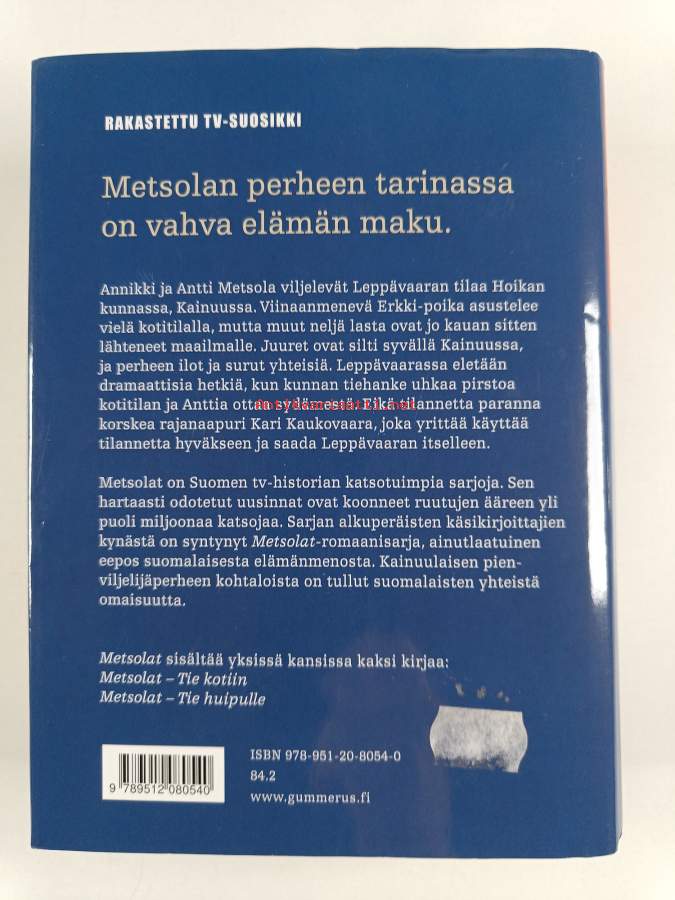 RAKASTETTU TV-SUOSIKKI
Metsolan perheen tarinassa
on vahva elämän maku.
Annikki ja Antti Metsola viljelevät Leppävaaran tilaa Hoikan
kunnassa, Kainuussa. Viinaanmenevä Erkki-poika asustelee
vielä kotitilalla, mutta muut neljä lasta ovat jo kauan sitten
lähteneet maailmalle. Juuret ovat silti syvällä Kainuussa,
ja perheen ilot ja surut yhteisiä. Leppävaarassa eletään
dramaattisia hetkiä, kun kunnan tiehanke uhkaa pirstoa
kotitilan ja Anttia ottaa sydämestä. Eikä tilannetta paranna
korskea rajanaapuri Kari Kaukovaara, joka yrittää käyttää
tilannetta hyväkseen ja saada Leppävaaran itselleen.
Metsolat on Suomen tv-historian katsotuimpia sarjoja. Sen
hartaasti odotetut uusinnat ovat koonneet ruutujen ääreen yli
puoli miljoonaa katsojaa. Sarjan alkuperäisten käsikirjoittajien
kynästä on syntynyt Metsolat-romaanisarja, ainutlaatuinen
eepos suomalaisesta elämänmenosta. Kainuulaisen pien-
viljelijäperheen kohtaloista on tullut suomalaisten yhteistä
omaisuutta.
Metsolat sisältää yksissä kansissa kaksi kirjaa:
Metsolat – Tie kotiin
Metsolat – Tie huipulle
ISBN 978-951-20-8054-0
84.2
www.gummerus.fi
9 789512 080540